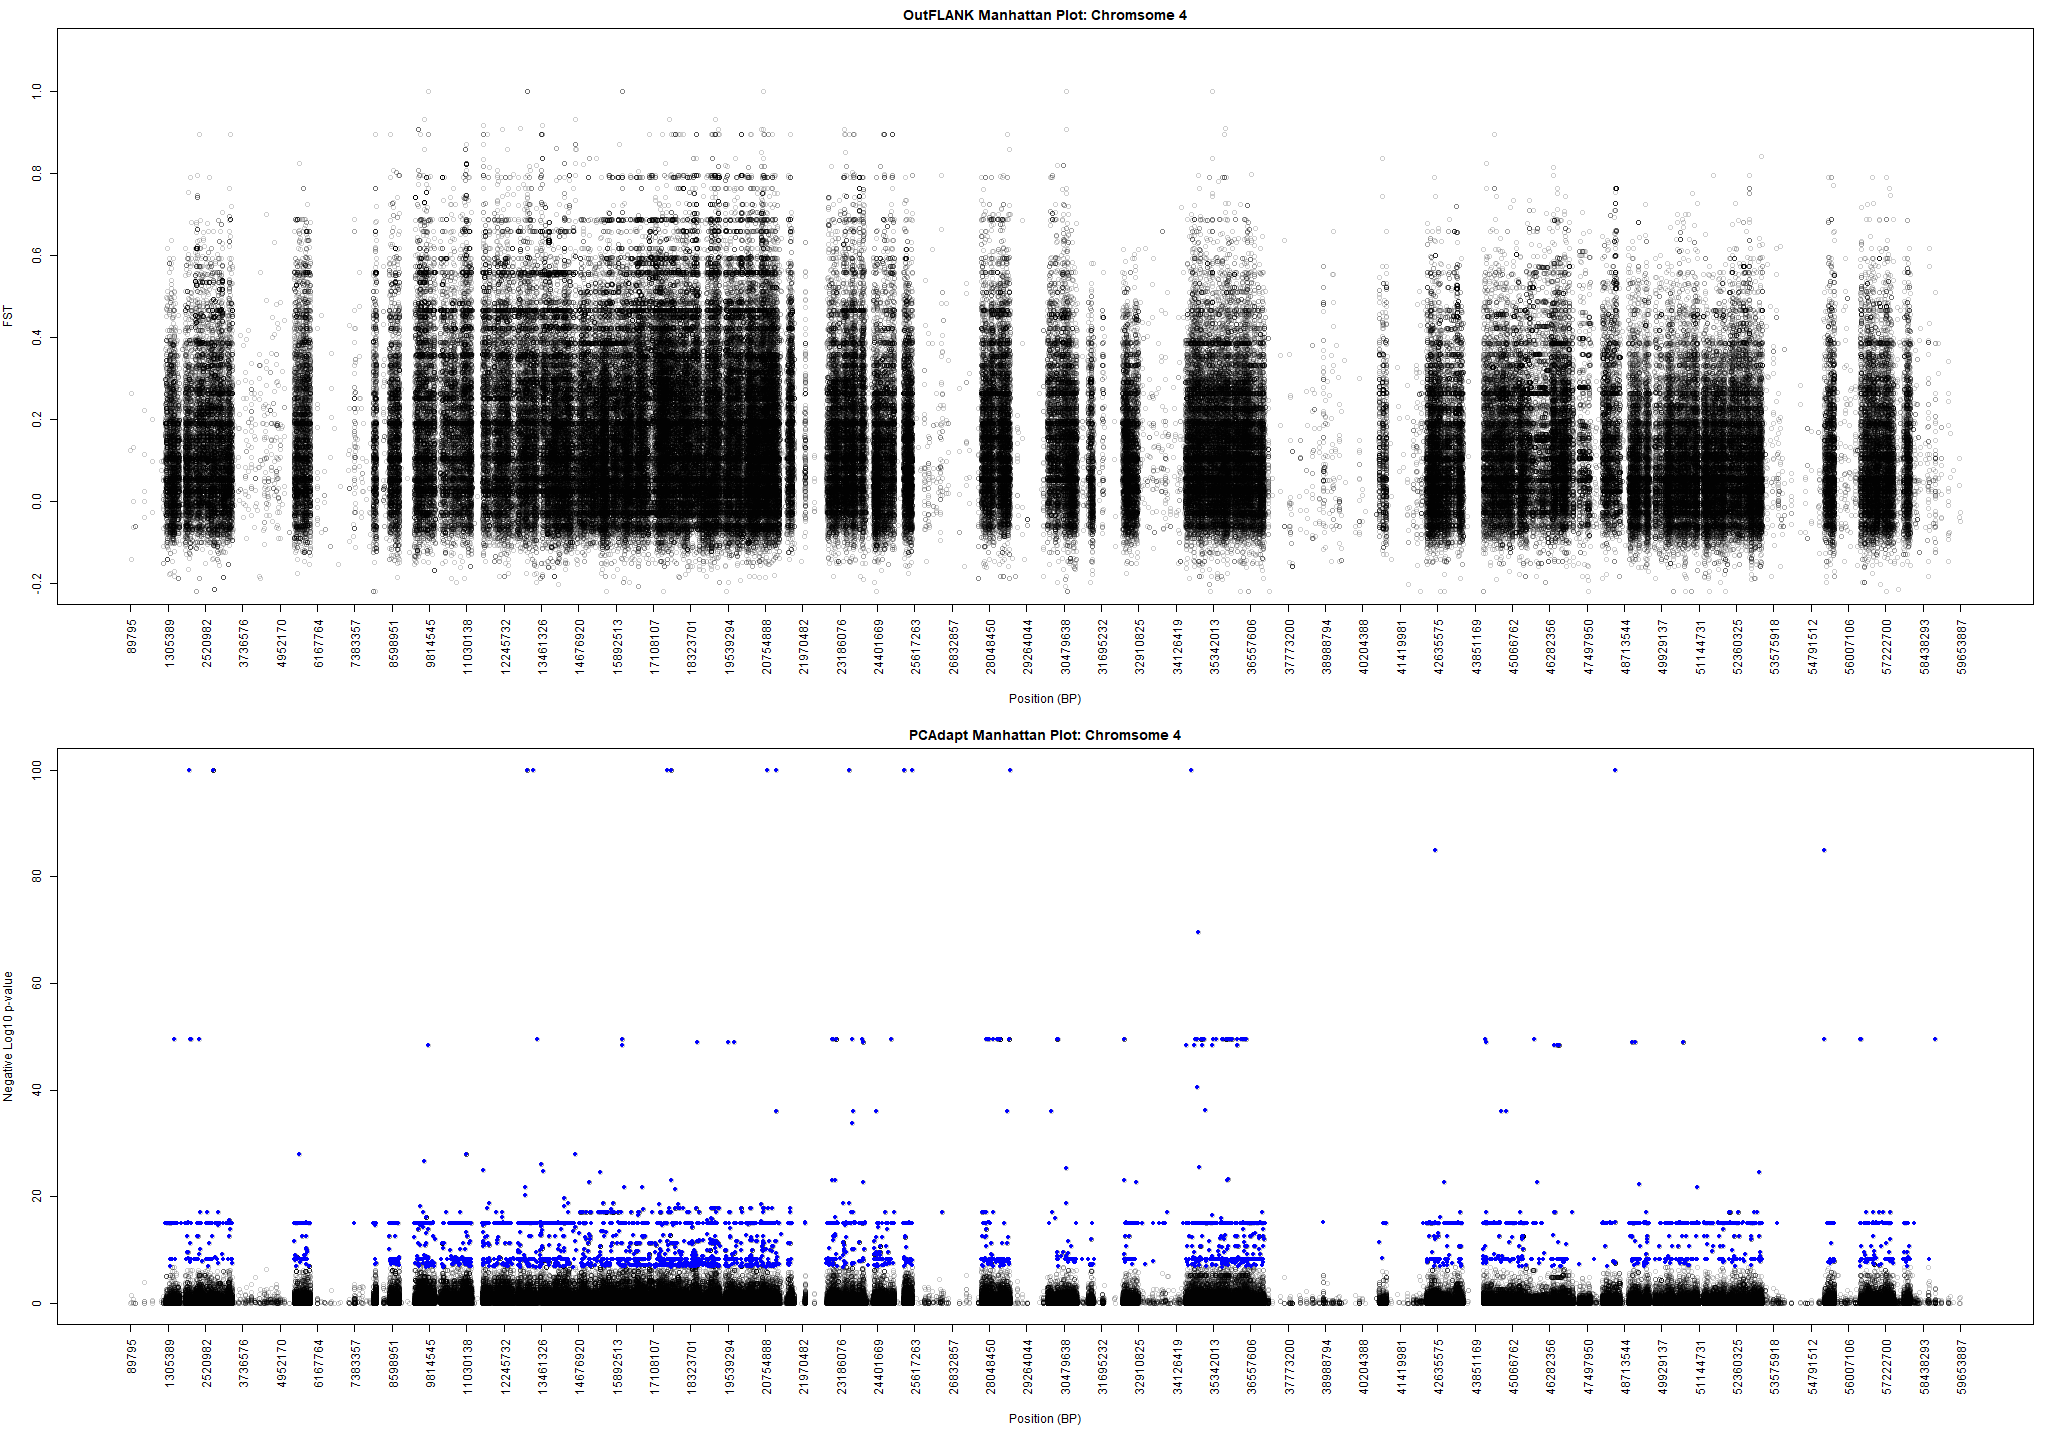 OutFLANK Manhattan Plot: Chromsome 4
1.0
0.8
0.6
0.4
0.2
0.0
-0.2
FST
89795 1305389 2520982 3736576 4952170 6167764 7383357 8598951 9814545 11030138 12245732 13461326 14676920 15892513 17108107 18323701 19539294 20754888 21970482 23186076 24401669 25617263 26832857 28048450 29264044 30479638 31695232 32910825 34126419 35342013 36557606 37773200 38988794 40204388 41419981 42635575 43851169 45066762 46282356 47497950 48713544 49929137 51144731 52360325 53575918 54791512 56007106 57222700 58438293 59653887
Position (BP)
PCAdapt Manhattan Plot: Chromsome 4
100
80
60
40
20
0
Negative Log10 p-value
89795 1305389 2520982 3736576 4952170 6167764 7383357 8598951 9814545 11030138 12245732 13461326 14676920 15892513 17108107 18323701 19539294 20754888 21970482 23186076 24401669 25617263 26832857 28048450 29264044 30479638 31695232 32910825 34126419 35342013 36557606 37773200 38988794 40204388 41419981 42635575 43851169 45066762 46282356 47497950 48713544 49929137 51144731 52360325 53575918 54791512 56007106 57222700 58438293 59653887
Position (BP)